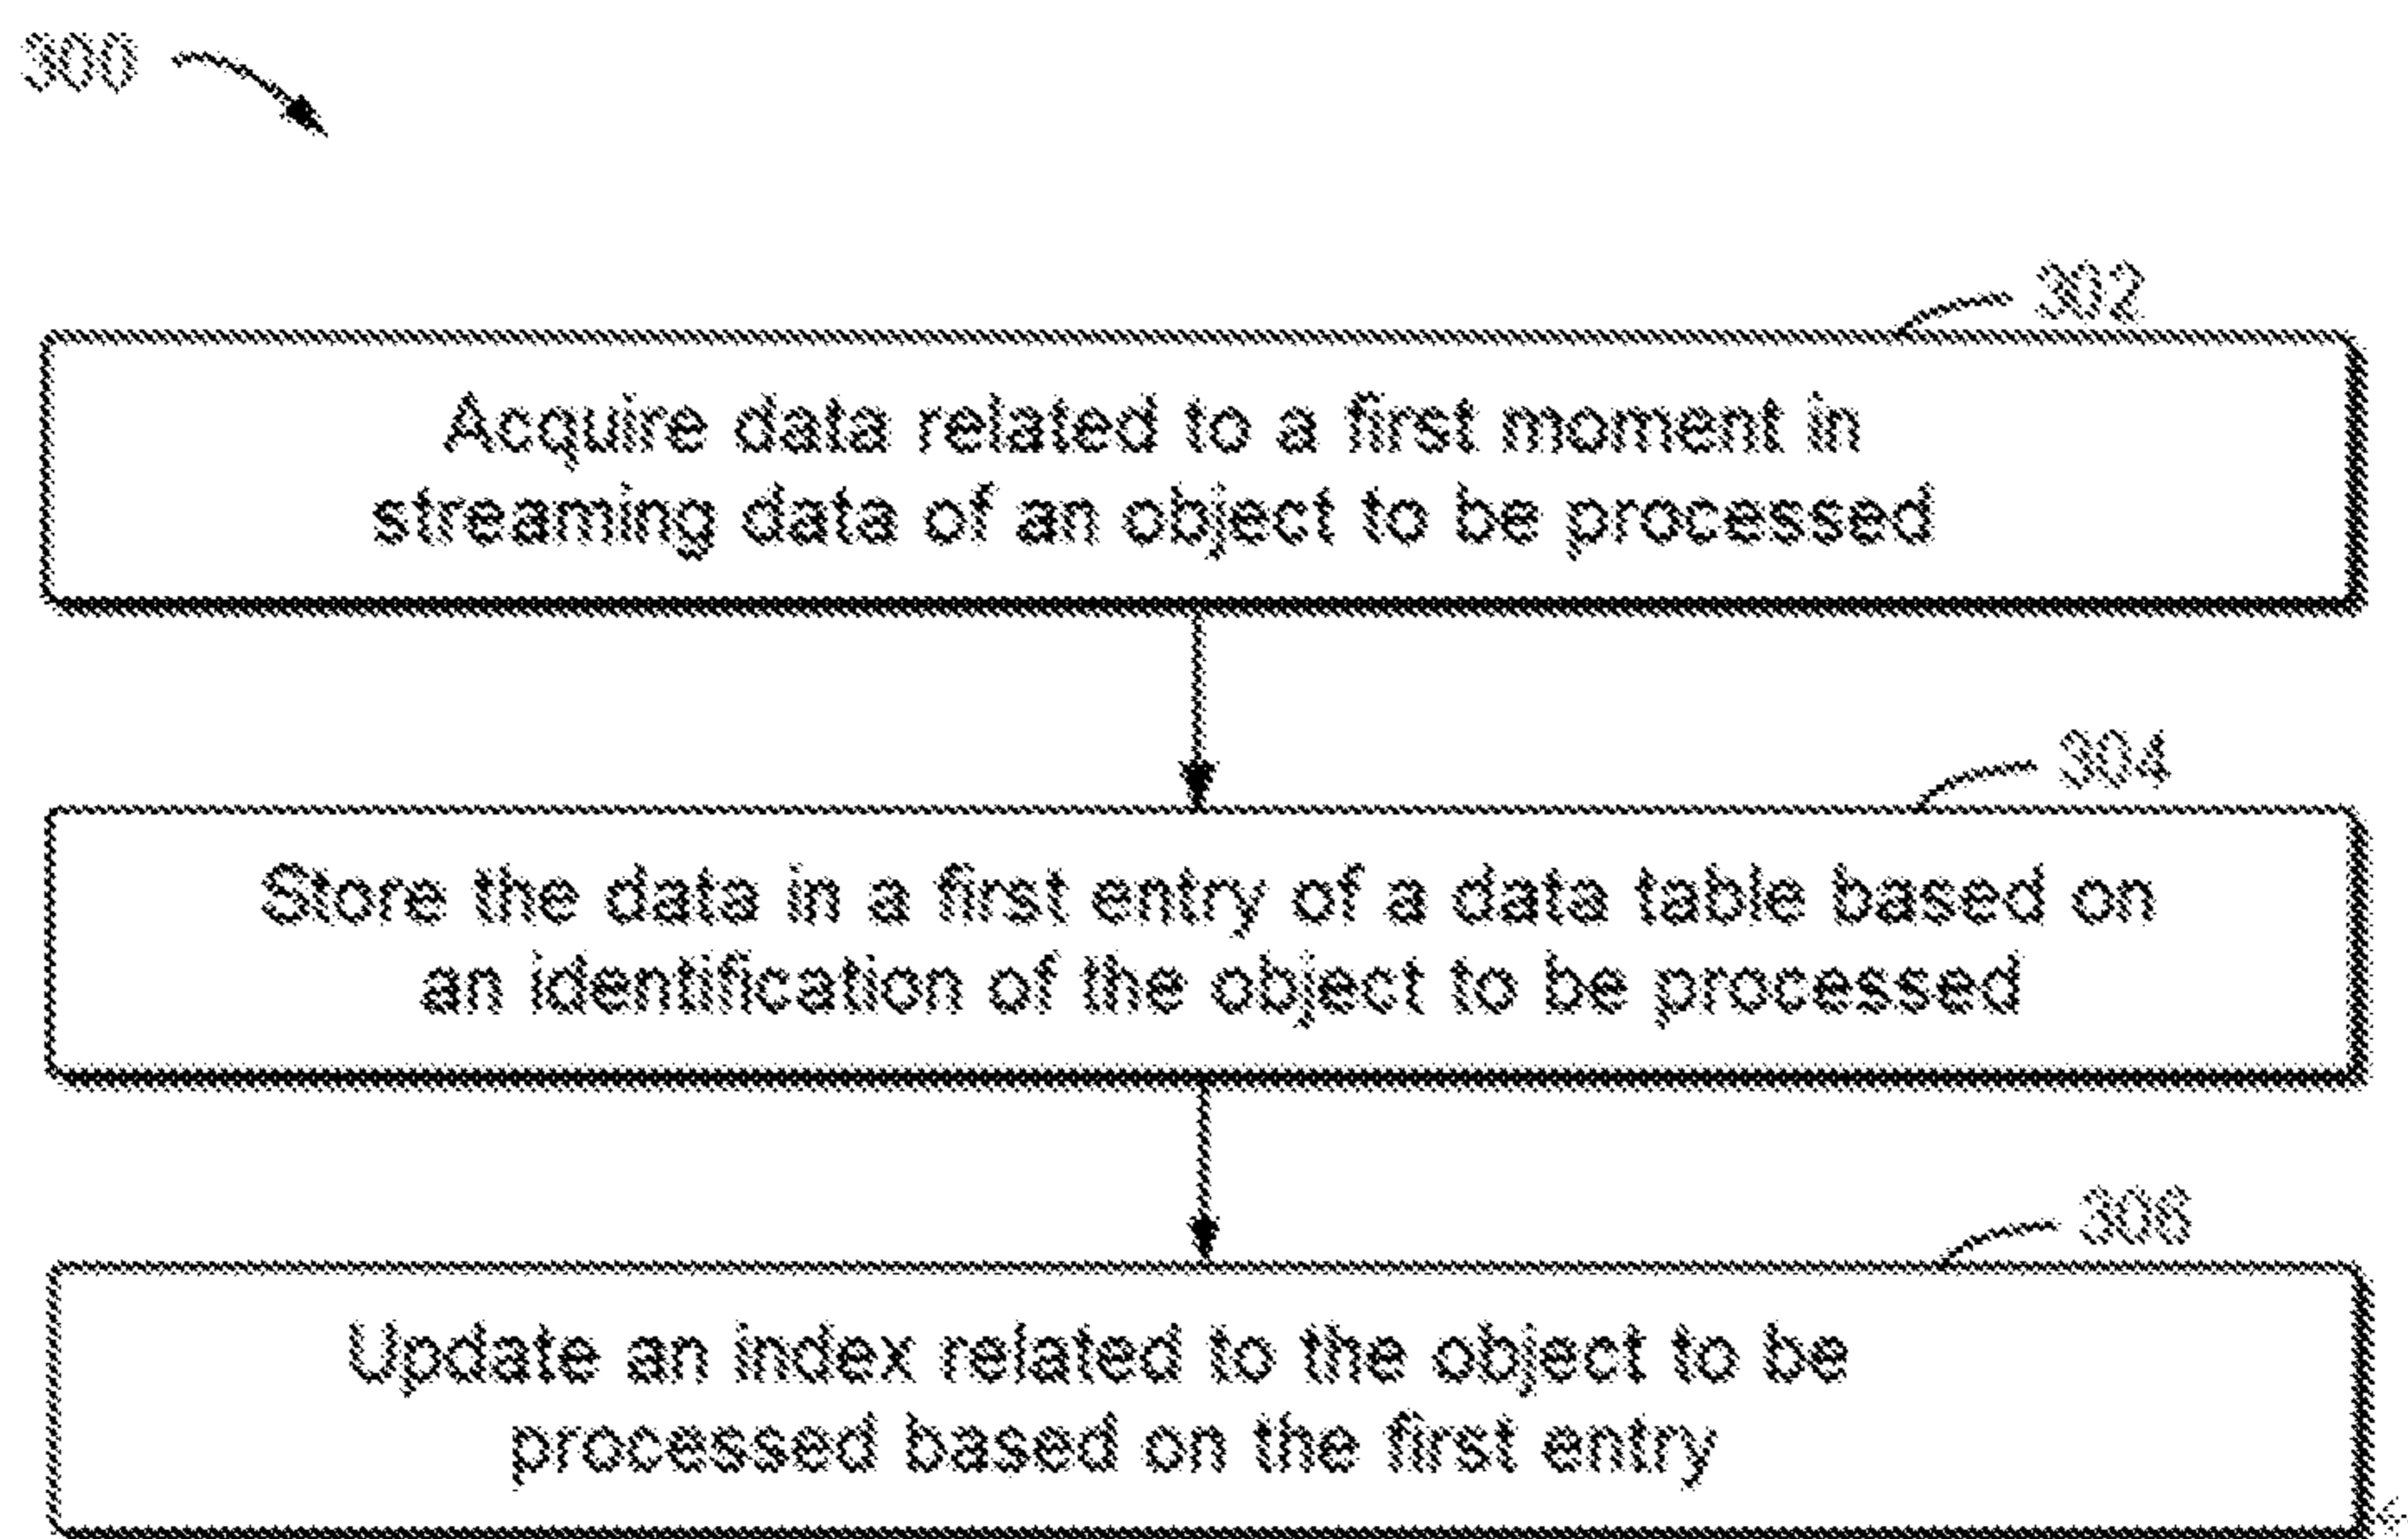 300
302
Acquire data related to a first moment in
streaming data of an object to be processed
304
Store the data in a first entry of a data table based on
an identification of the object to be processed
306
Update an index related to the object to be
processed based on the first entry